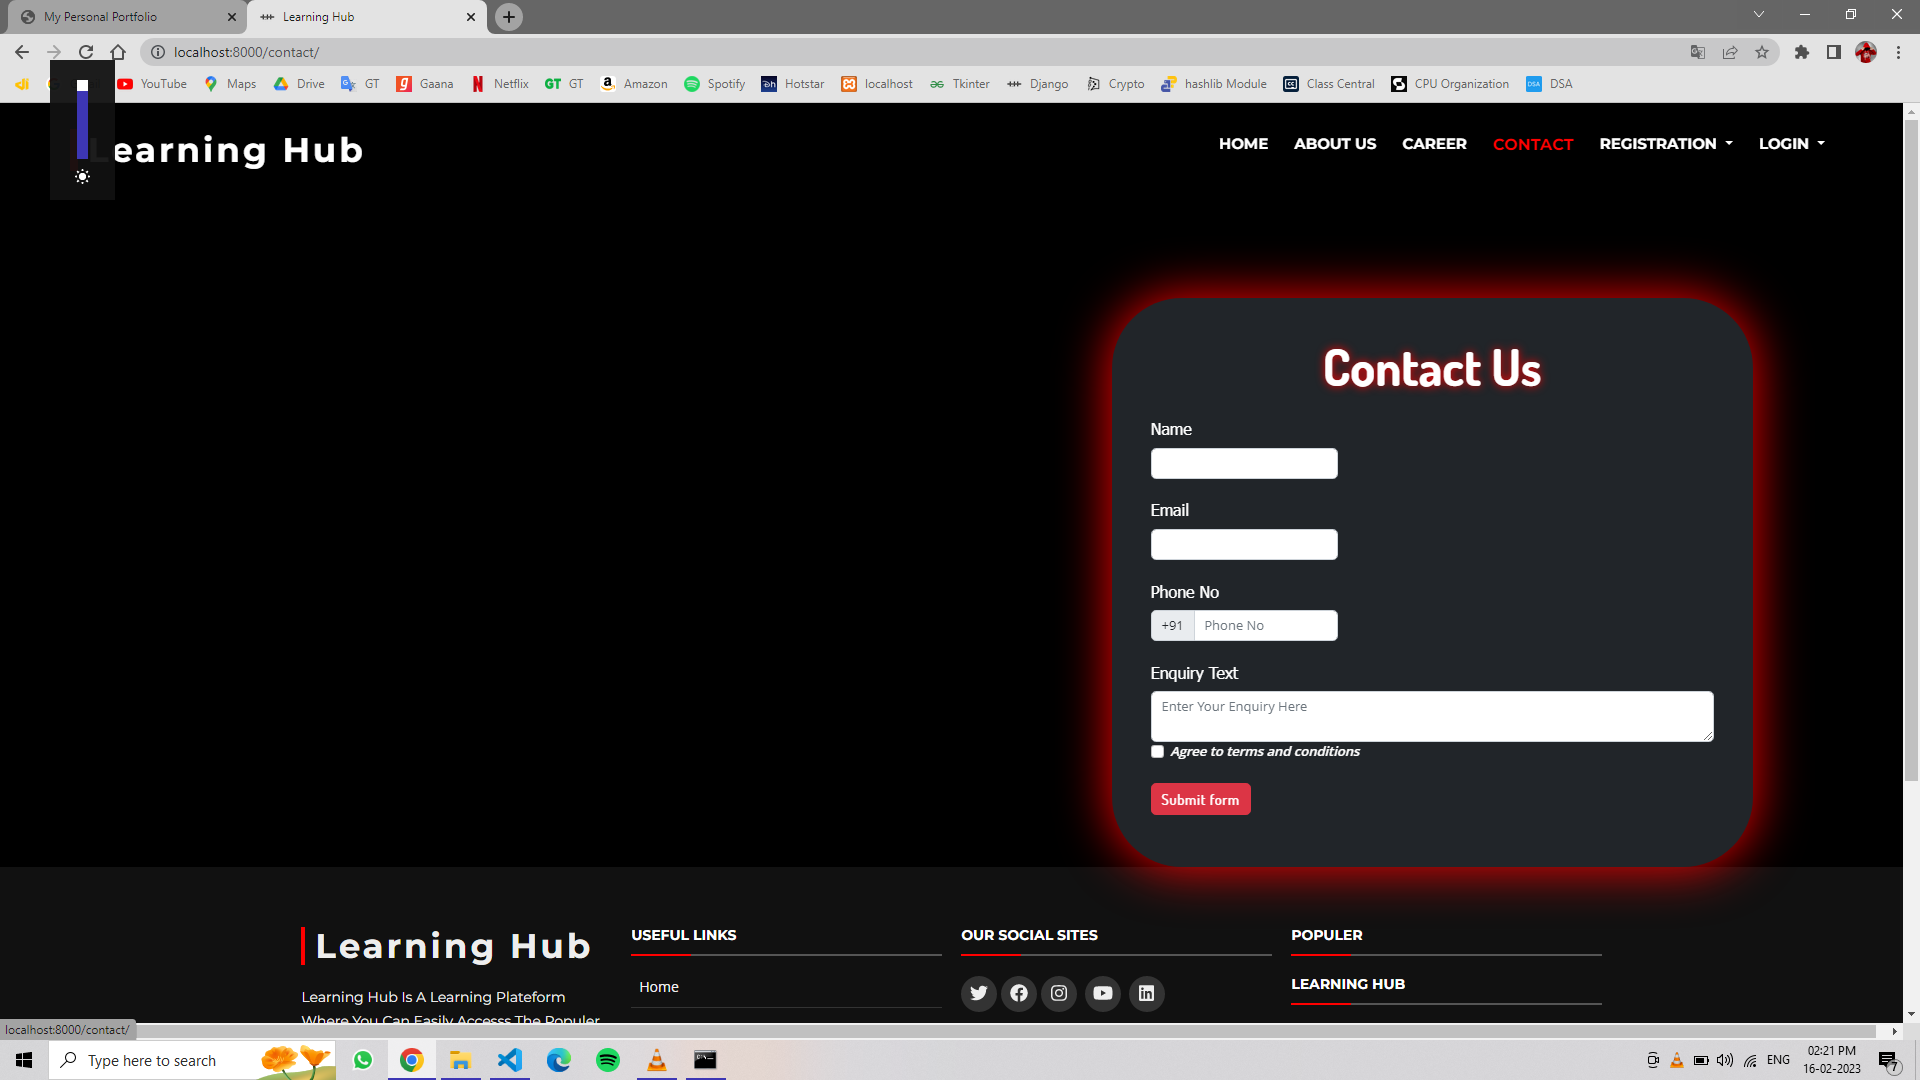 My Personal Portfolio
Learning Hub
localhost:8000/contact/
YouTube Maps Drive GT Gaana Netflix GT GT Amazon Spotify Hotstar localhost Tkinter Django Crypto hashlib Module Class Central CPU Organization DSA DSA
Learning Hub
HOME ABOUT US CAREER CONTACT REGISTRATION LOGIN
Contact Us
Name
Email
Phone No
+91 Phone No
Enquiry Text
Enter Your Enquiry Here
Agree to terms and conditions
Submit form
Learning Hub
Learning Hub Is A Learning Plateform
Where You Can Easily Accesss The Populer
USEFUL LINKS
Home
OUR SOCIAL SITES
POPULER
LEARNING HUB
localhost:8000/contact/
Type here to search
ENG
02:21 PM
16-02-2023
7